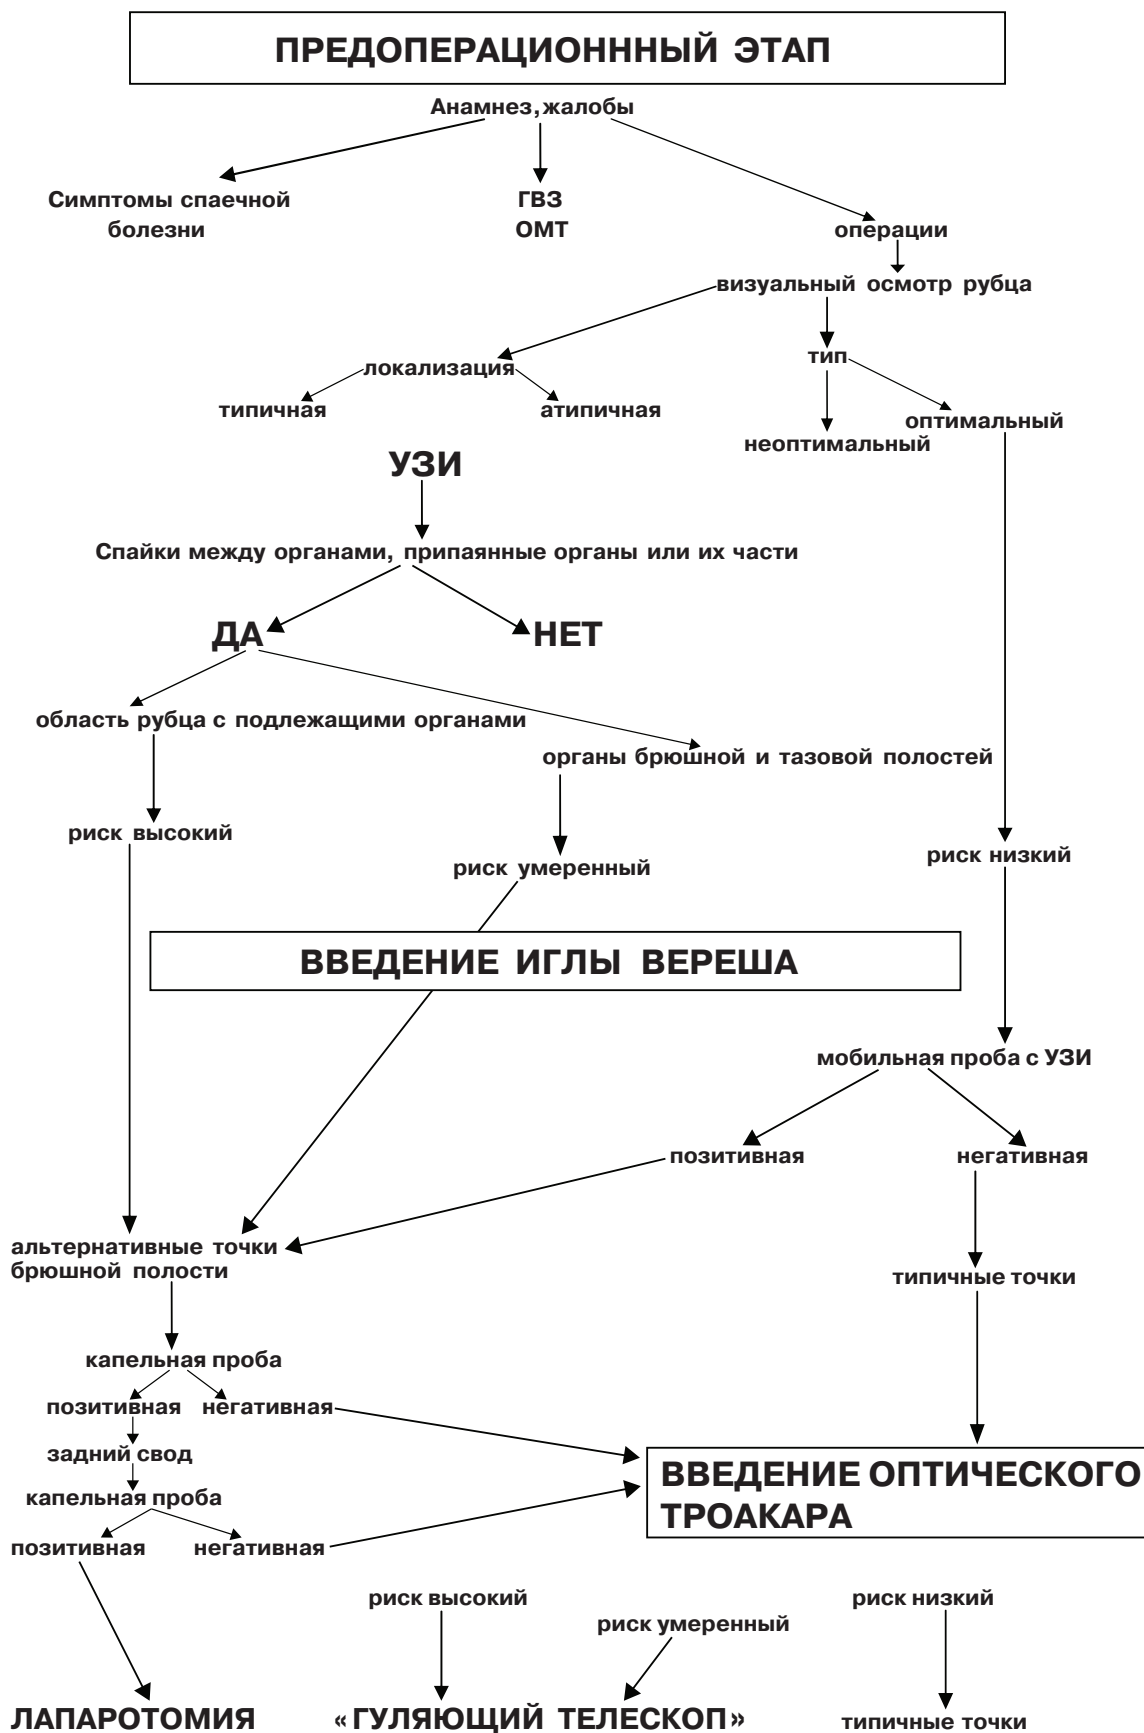 ПРЕДОПЕРАЦИОНННЫЙ ЭТАП
Анамнез, жалобы
Симптомы спаечной
болезни
ГВЗ
ОМТ
операции
визуальный осмотр рубца
локализация
тип
типичная
атипичная
оптимальный
неоптимальный
УЗИ
Спайки между органами, припаянные органы или их части
ДА
НЕТ
область рубца с подлежащими органами
органы брюшной и тазовой полостей
риск высокий
риск умеренный
риск низкий
ВВЕДЕНИЕ ИГЛЫ ВЕРЕША
мобильная проба с УЗИ
позитивная
негативная
альтернативные точки
брюшной полости
типичные точки
капельная проба
позитивная
негативная
задний свод
капельная проба
позитивная
негативная
ВВЕДЕНИЕ ОПТИЧЕСКОГО
ТРОАКАРА
риск высокий
риск умеренный
риск низкий
ЛАПАРОТОМИЯ
«ГУЛЯЮЩИЙ ТЕЛЕСКОП»
типичные точки